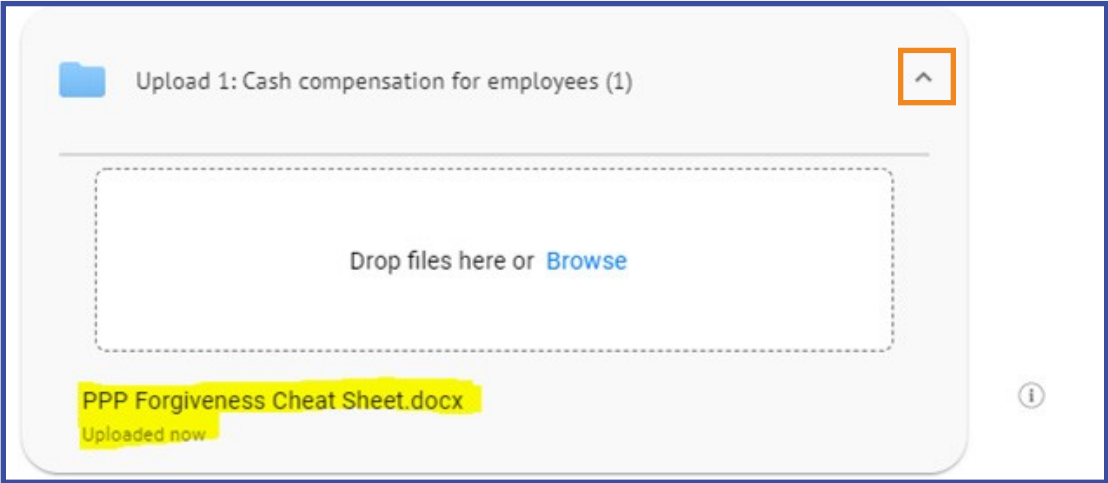 Upload 1: Cash compensation for employees (1)
Drop files here or Browse
PPP Forgiveness Cheat Sheet.docx
Uploaded now